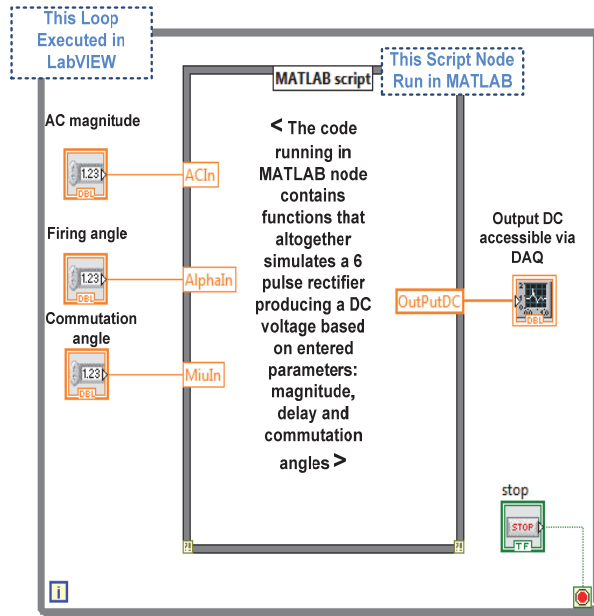 This Loop
Executed in
LabVIEW
This Script Node
Run in MATLAB
MATLAB script
AC magnitude
1.23
DBL
ACIn
Firing angle
1.23
DBL
AlphaIn
Commutation
angle
1.23
DBL
MiuIn
< The code
running in
MATLAB node
contains
functions that
altogether
simulates a 6
pulse rectifier
producing a DC
voltage based
on entered
parameters:
magnitude,
delay and
commutation
angles >
OutPutDC
Output DC
accessible via
DAQ
DBL
stop
STOP
TF
i